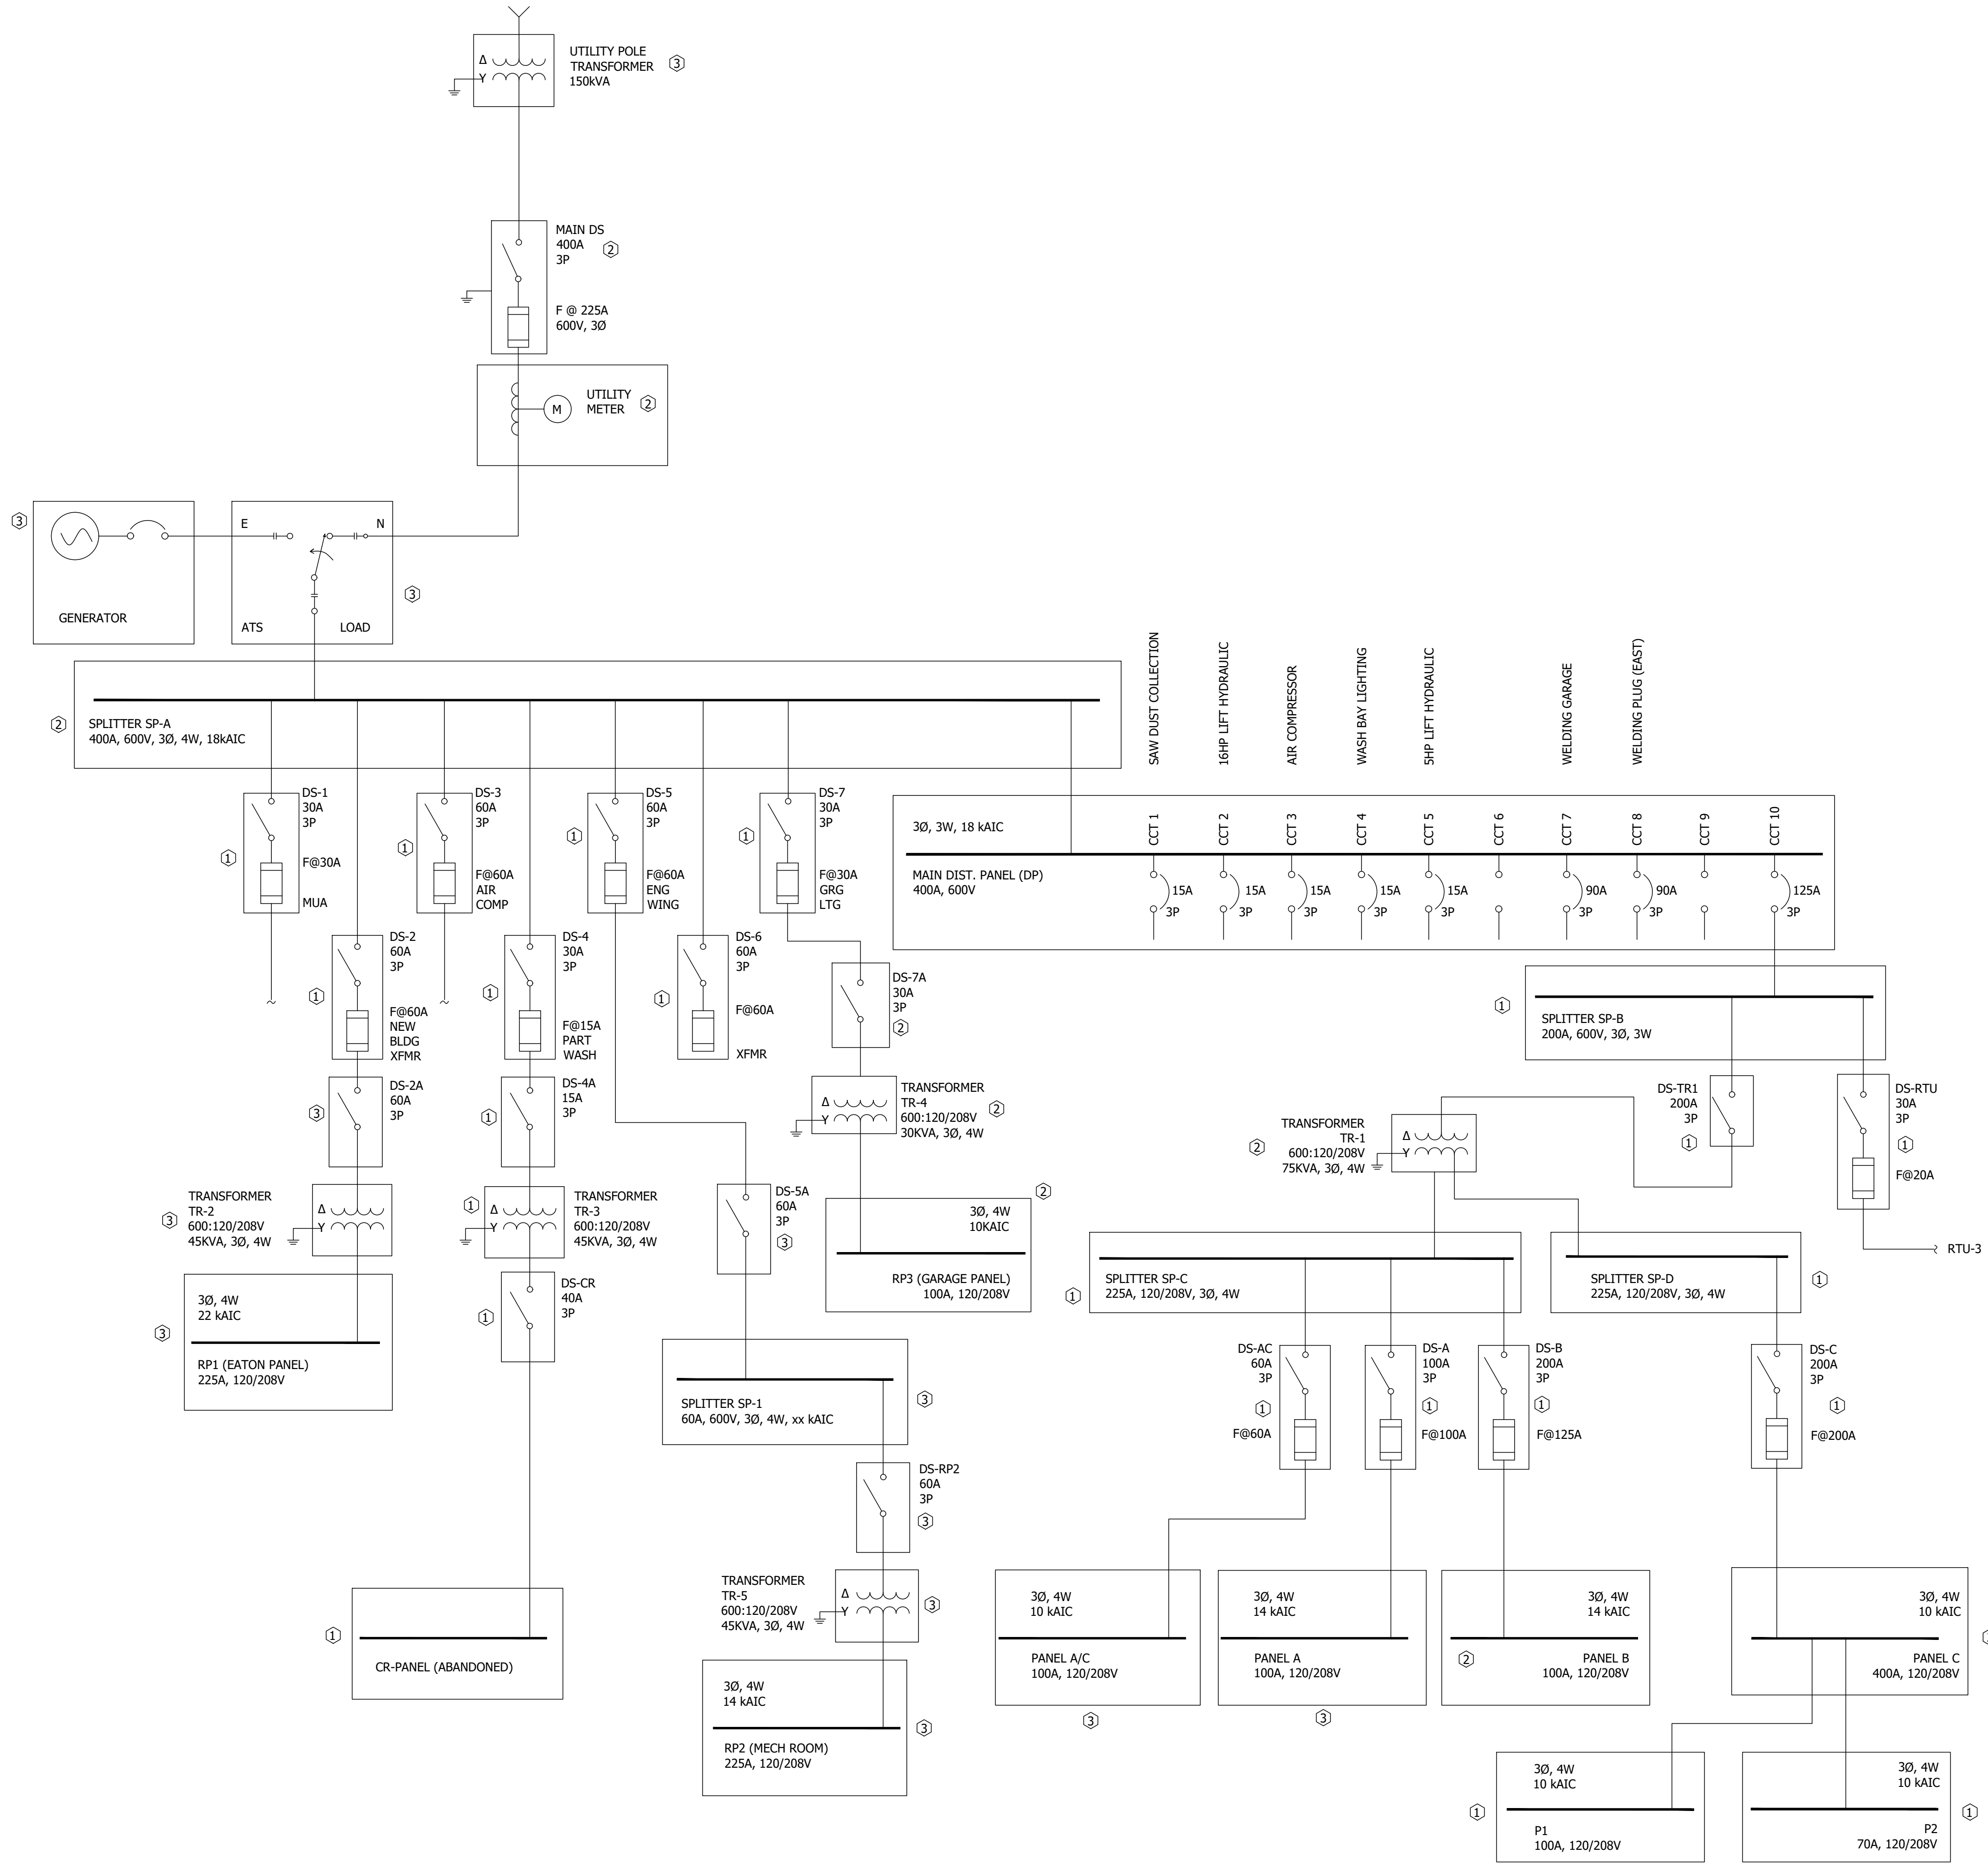 Δ
Y
UTILITY POLE
TRANSFORMER
150kVA
3
MAIN DS
400A
3P
2
F @ 225A
600V, 3Ø
M
UTILITY
METER
2
3
GENERATOR
E
N
ATS
LOAD
3
2
SPLITTER SP-A
400A, 600V, 3Ø, 4W, 18kAIC
SAW DUST COLLECTION
16HP LIFT HYDRAULIC
AIR COMPRESSOR
WASH BAY LIGHTING
5HP LIFT HYDRAULIC
WELDING GARAGE
WELDING PLUG (EAST)
DS-1
30A
3P
1
F@30A
MUA
DS-3
60A
3P
1
F@60A
AIR
COMP
DS-5
60A
3P
1
F@60A
ENG
WING
DS-7
30A
3P
1
F@30A
GRG
LTG
3Ø, 3W, 18 kAIC
MAIN DIST. PANEL (DP)
400A, 600V
CCT 1
CCT 2
CCT 3
CCT 4
CCT 5
CCT 6
CCT 7
CCT 8
CCT 9
CCT 10
15A
3P
15A
3P
15A
3P
15A
3P
15A
3P
90A
3P
90A
3P
125A
3P
DS-2
60A
3P
1
F@60A
NEW
BLDG
XFMR
DS-4
30A
3P
1
F@15A
PART
WASH
DS-6
60A
3P
1
F@60A
XFMR
DS-7A
30A
3P
2
1
SPLITTER SP-B
200A, 600V, 3Ø, 3W
DS-2A
60A
3P
3
DS-4A
15A
3P
1
Δ
Y
TRANSFORMER
TR-4
600:120/208V
30KVA, 3Ø, 4W
2
DS-TR1
200A
3P
1
DS-RTU
30A
3P
1
F@20A
RTU-3
2
TRANSFORMER
TR-1
600:120/208V
75KVA, 3Ø, 4W
Δ
Y
3
TRANSFORMER
TR-2
600:120/208V
45KVA, 3Ø, 4W
Δ
Y
1
Δ
Y
TRANSFORMER
TR-3
600:120/208V
45KVA, 3Ø, 4W
DS-5A
60A
3P
3
2
3Ø, 4W
10KAIC
RP3 (GARAGE PANEL)
100A, 120/208V
1
SPLITTER SP-C
225A, 120/208V, 3Ø, 4W
SPLITTER SP-D
225A, 120/208V, 3Ø, 4W
1
3
3Ø, 4W
22 kAIC
RP1 (EATON PANEL)
225A, 120/208V
DS-CR
40A
3P
1
SPLITTER SP-1
60A, 600V, 3Ø, 4W, xx kAIC
3
DS-AC
60A
3P
1
F@60A
DS-A
100A
3P
1
F@100A
DS-B
200A
3P
1
F@125A
DS-C
200A
3P
1
F@200A
DS-RP2
60A
3P
3
TRANSFORMER
TR-5
600:120/208V
45KVA, 3Ø, 4W
Δ
Y
3
1
CR-PANEL (ABANDONED)
3Ø, 4W
14 kAIC
RP2 (MECH ROOM)
225A, 120/208V
3
3Ø, 4W
10 kAIC
PANEL A/C
100A, 120/208V
3
3Ø, 4W
14 kAIC
PANEL A
100A, 120/208V
3
3Ø, 4W
14 kAIC
2
PANEL B
100A, 120/208V
3Ø, 4W
10 kAIC
PANEL C
400A, 120/208V
1
3Ø, 4W
10 kAIC
P1
100A, 120/208V
3Ø, 4W
10 kAIC
P2
70A, 120/208V
1